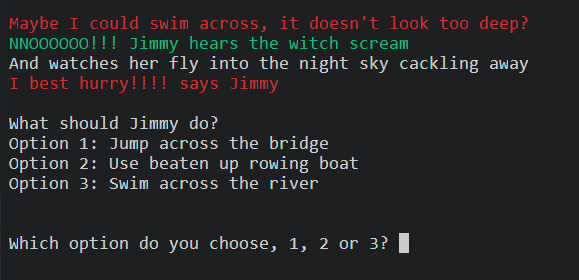 Maybe I could swim across, it doesn't look too deep?
NNOOOOOO!!! Jimmy hears the witch scream
And watches her fly into the night sky cackling away
I best hurry!!!! says Jimmy
What should Jimmy do?
Option 1: Jump across the bridge
Option 2: Use beaten up rowing boat
Option 3: Swim across the river
Which option do you choose, 1, 2 or 3?